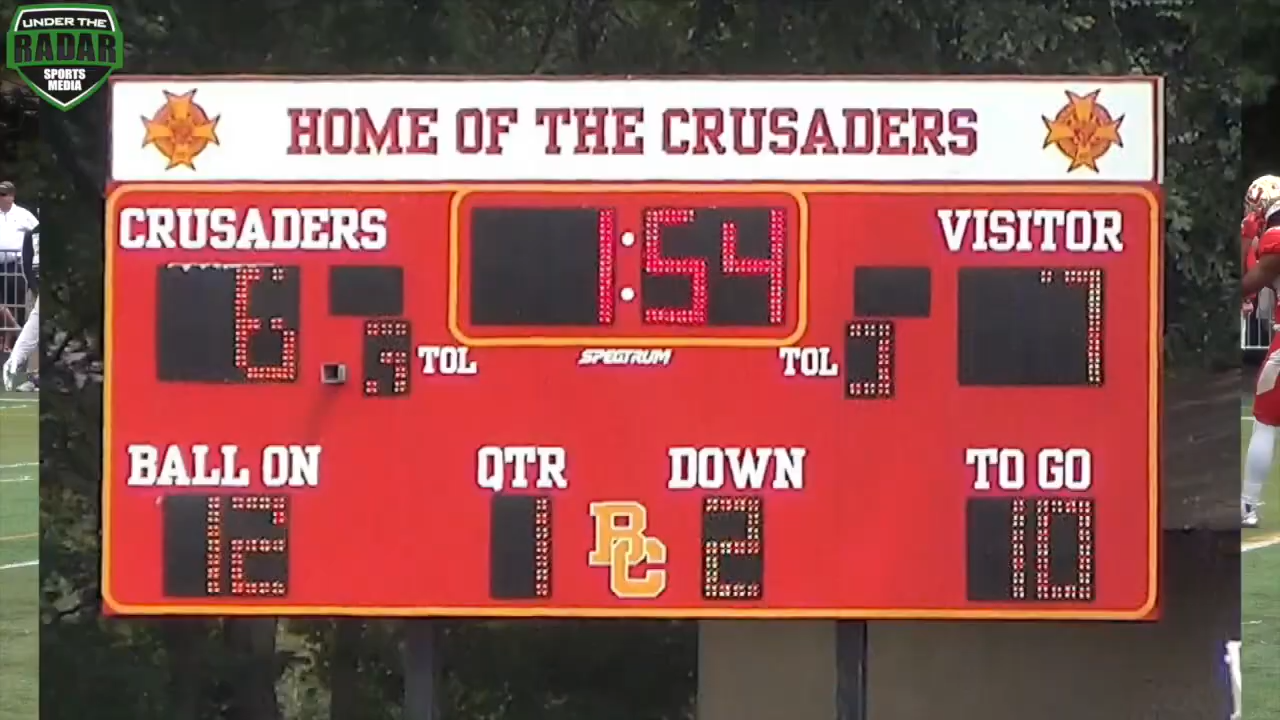 UNDER THE
RADAR
SPORTS
MEDIA
HOME OF THE CRUSADERS
CRUSADERS
1:54
VISITOR
6
7
TOL
SPECTRUM
TOL
3
BALL ON
QTR
DOWN
TO GO
12
1
BC
2
10